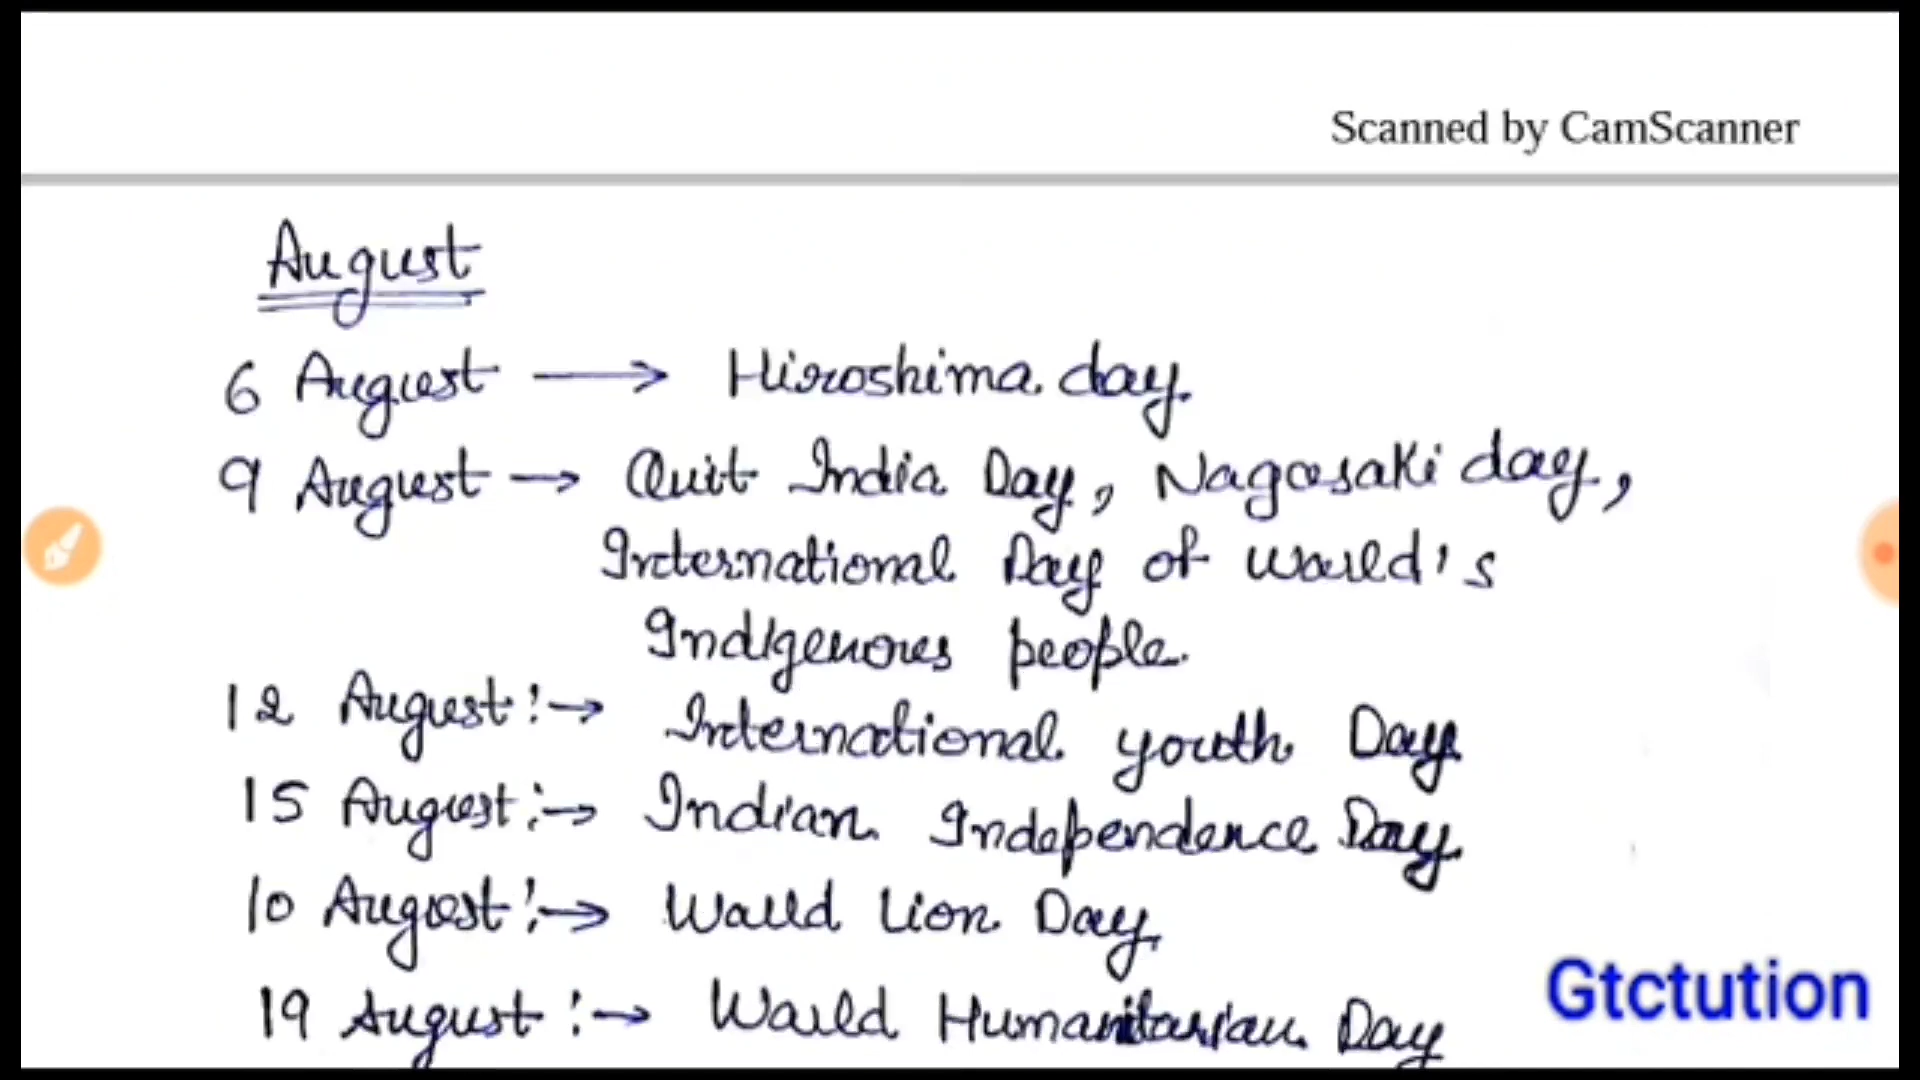 Scanned by CamScanner
August
6 August → Hiroshima day.
9 August → Quit India Day, Nagasaki day,
International Day of World's
Indigenous people.
12 August :→ International youth Day
15 August :→ Indian Independence Day
10 August :→ World Lion Day
19 August :→ World Humanitarian Day
Gtctution